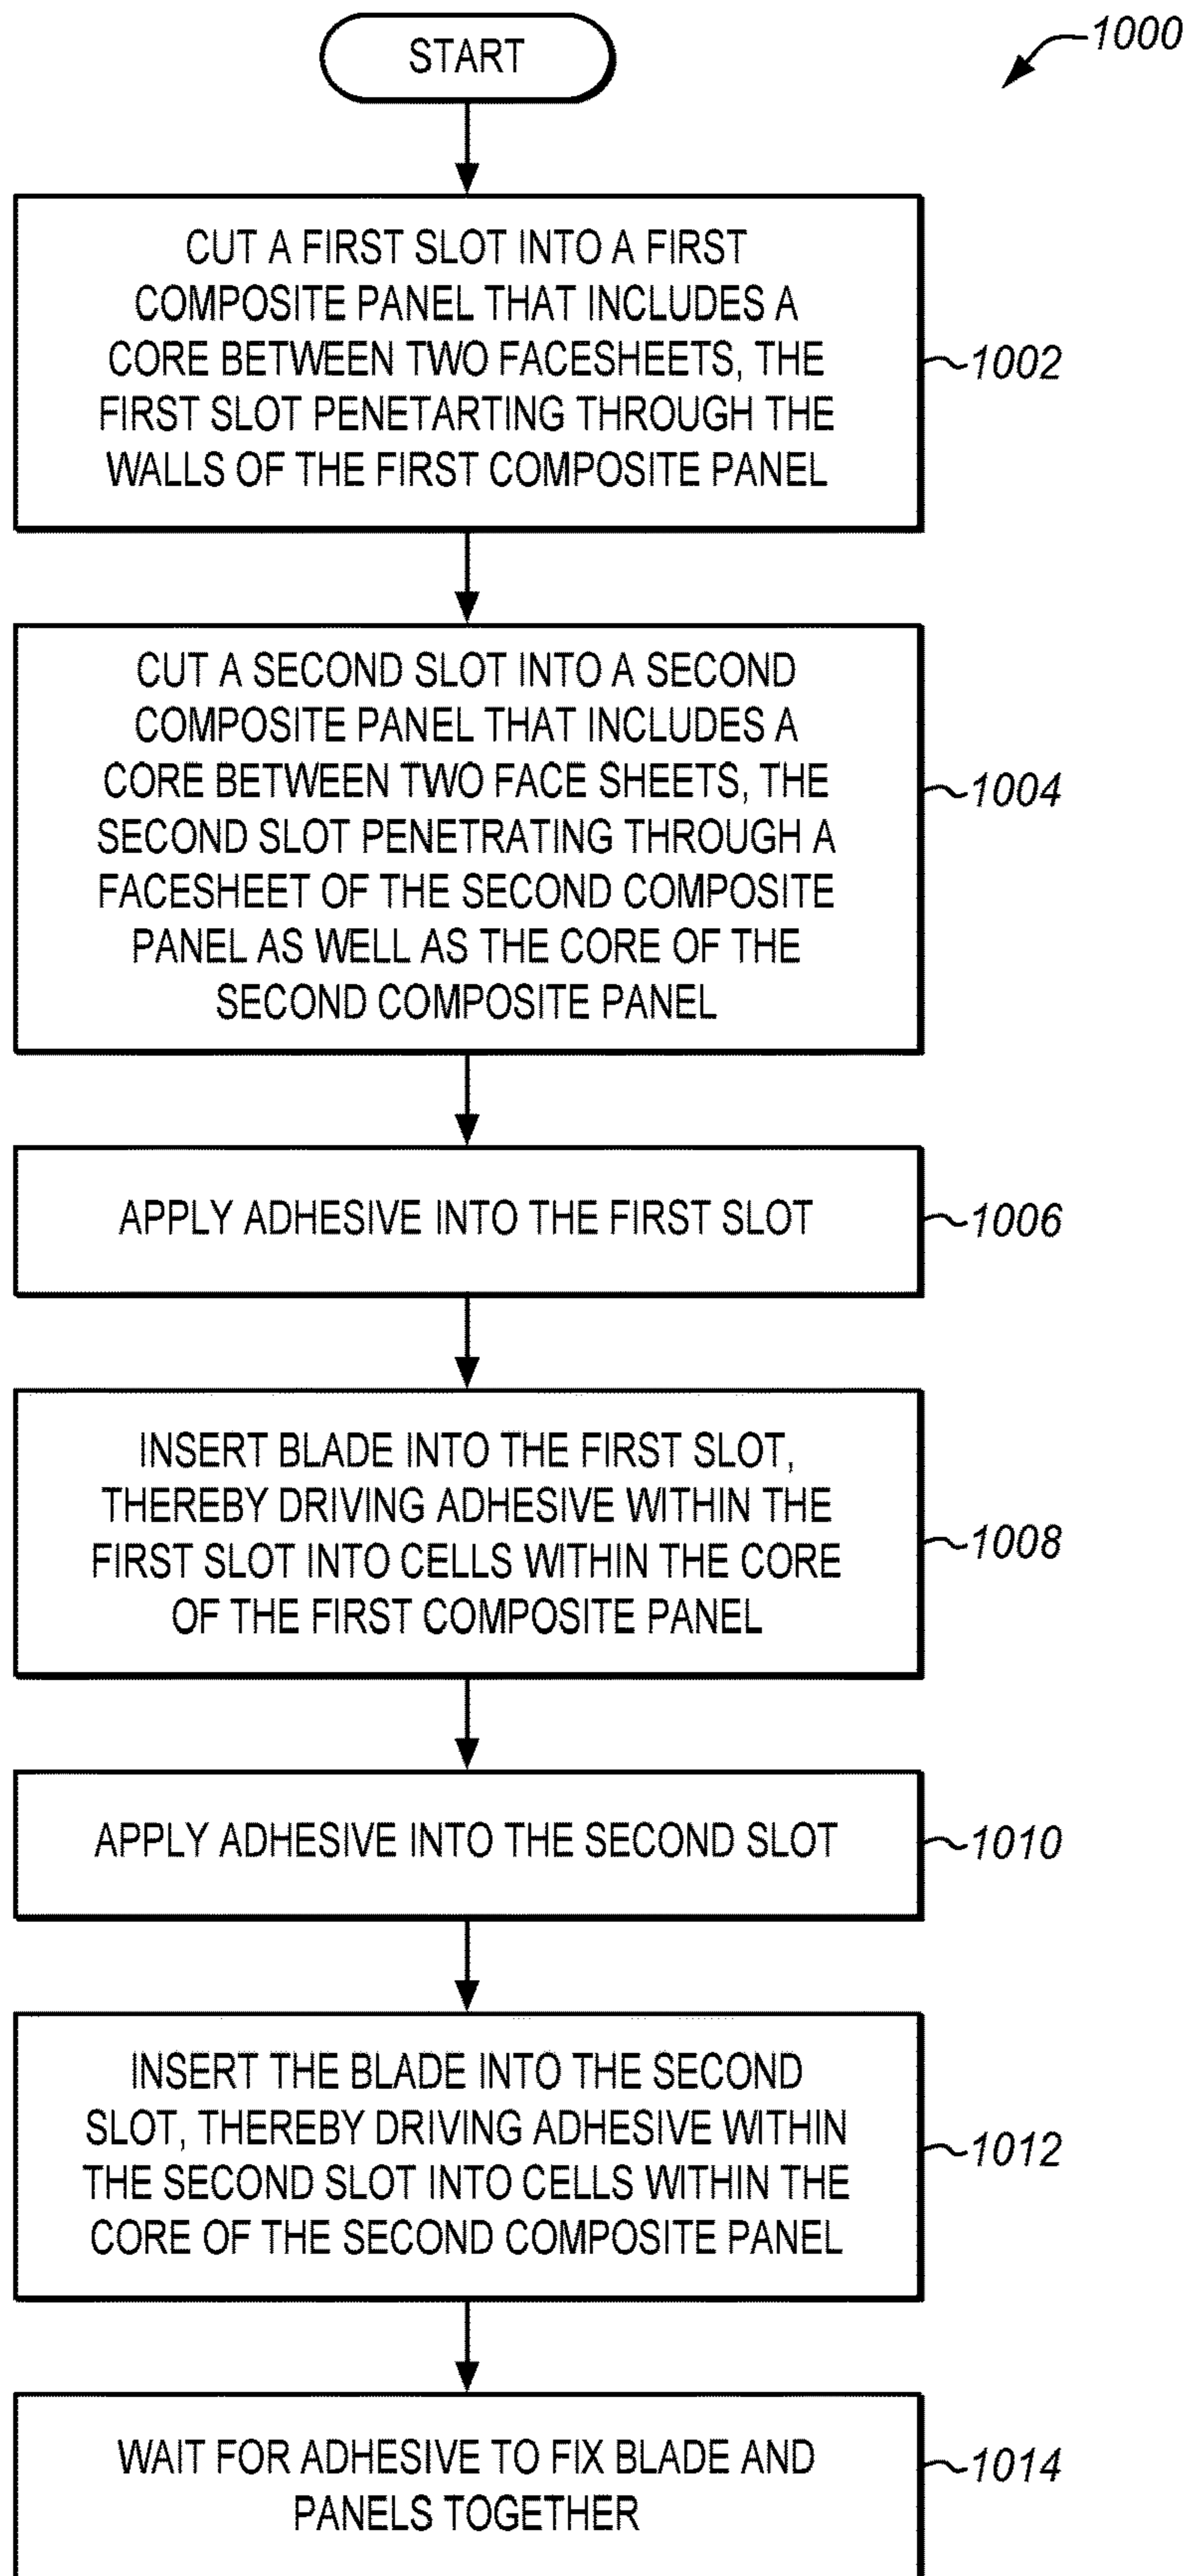 START
1000
CUT A FIRST SLOT INTO A FIRST
COMPOSITE PANEL THAT INCLUDES A
CORE BETWEEN TWO FACESHEETS, THE
FIRST SLOT PENETARTING THROUGH THE
WALLS OF THE FIRST COMPOSITE PANEL
1002
CUT A SECOND SLOT INTO A SECOND
COMPOSITE PANEL THAT INCLUDES A
CORE BETWEEN TWO FACE SHEETS, THE
SECOND SLOT PENETRATING THROUGH A
FACESHEET OF THE SECOND COMPOSITE
PANEL AS WELL AS THE CORE OF THE
SECOND COMPOSITE PANEL
1004
APPLY ADHESIVE INTO THE FIRST SLOT
1006
INSERT BLADE INTO THE FIRST SLOT,
THEREBY DRIVING ADHESIVE WITHIN THE
FIRST SLOT INTO CELLS WITHIN THE CORE
OF THE FIRST COMPOSITE PANEL
1008
APPLY ADHESIVE INTO THE SECOND SLOT
1010
INSERT THE BLADE INTO THE SECOND
SLOT, THEREBY DRIVING ADHESIVE WITHIN
THE SECOND SLOT INTO CELLS WITHIN THE
CORE OF THE SECOND COMPOSITE PANEL
1012
WAIT FOR ADHESIVE TO FIX BLADE AND
PANELS TOGETHER
1014